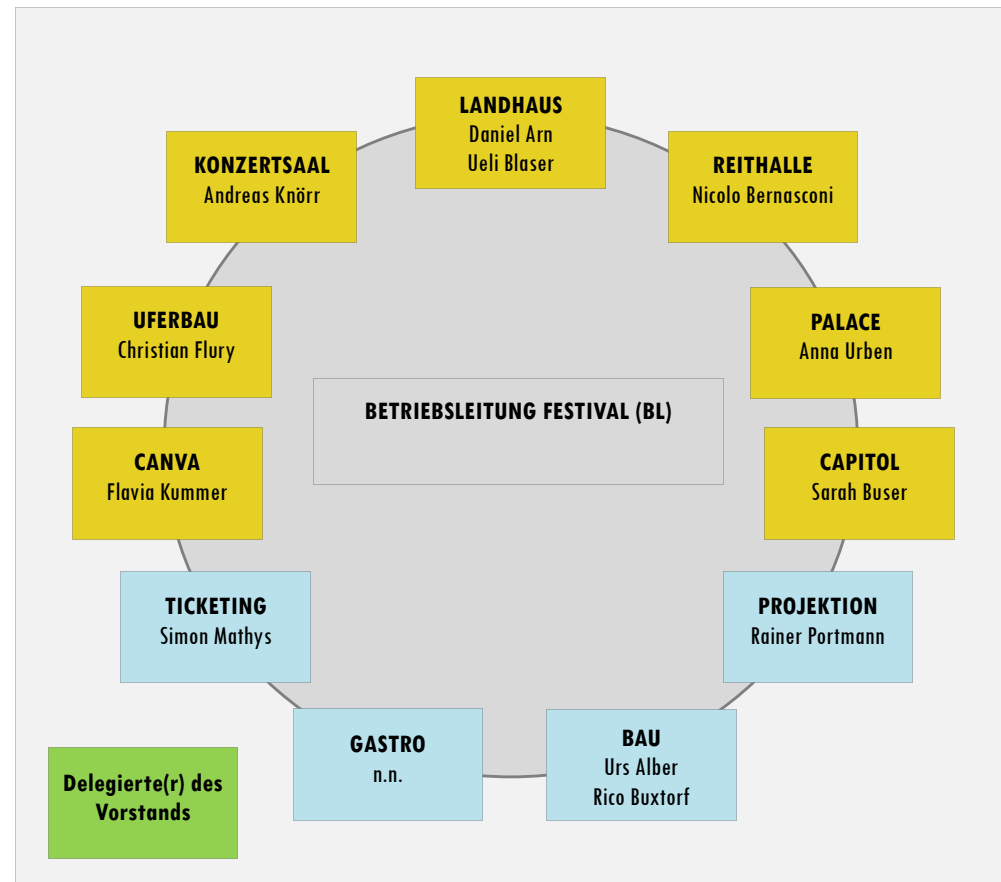 LANDHAUS
Daniel Arn
Ueli Blaser
KONZERTSAAL
Andreas Knörr
REITHALLE
Nicolo Bernasconi
UFERBAU
Christian Flury
PALACE
Anna Urben
BETRIEBSLEITUNG FESTIVAL (BL)
CANVA
Flavia Kummer
CAPITOL
Sarah Buser
TICKETING
Simon Mathys
PROJEKTION
Rainer Portmann
GASTRO
n.n.
BAU
Urs Alber
Rico Buxtorf
Delegierte(r) des
Vorstands